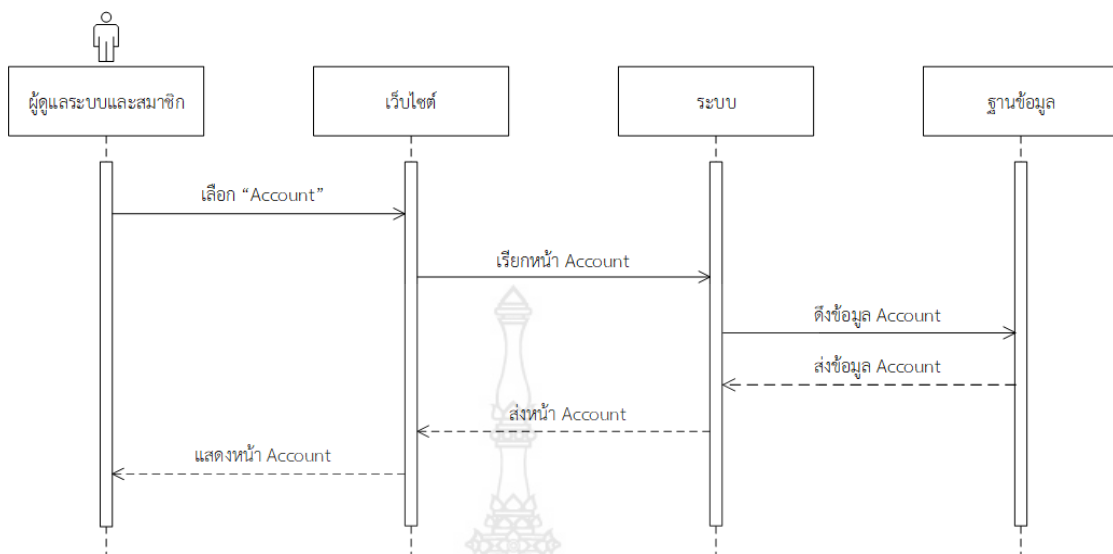 ผู้ดูแลระบบและสมาชิก
เว็บไซต์
ระบบ
ฐานข้อมูล
เลือก “Account”
เรียกหน้า Account
ดึงข้อมูล Account
ส่งข้อมูล Account
ส่งหน้า Account
แสดงหน้า Account